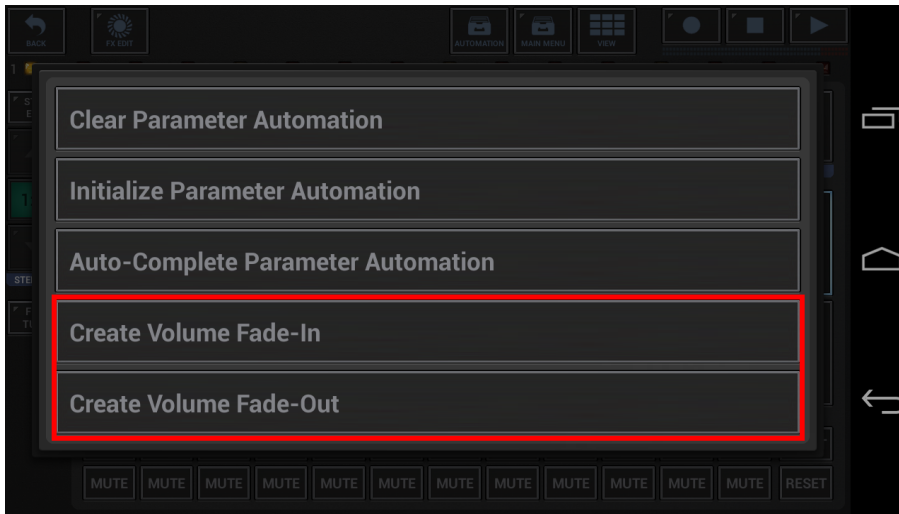 BACK
FX EDIT
AUTOMATION
MAIN MENU
VIEW
1
Clear Parameter Automation
Initialize Parameter Automation
Auto-Complete Parameter Automation
Create Volume Fade-In
Create Volume Fade-Out
MUTE MUTE MUTE MUTE MUTE MUTE MUTE MUTE MUTE MUTE MUTE MUTE RESET